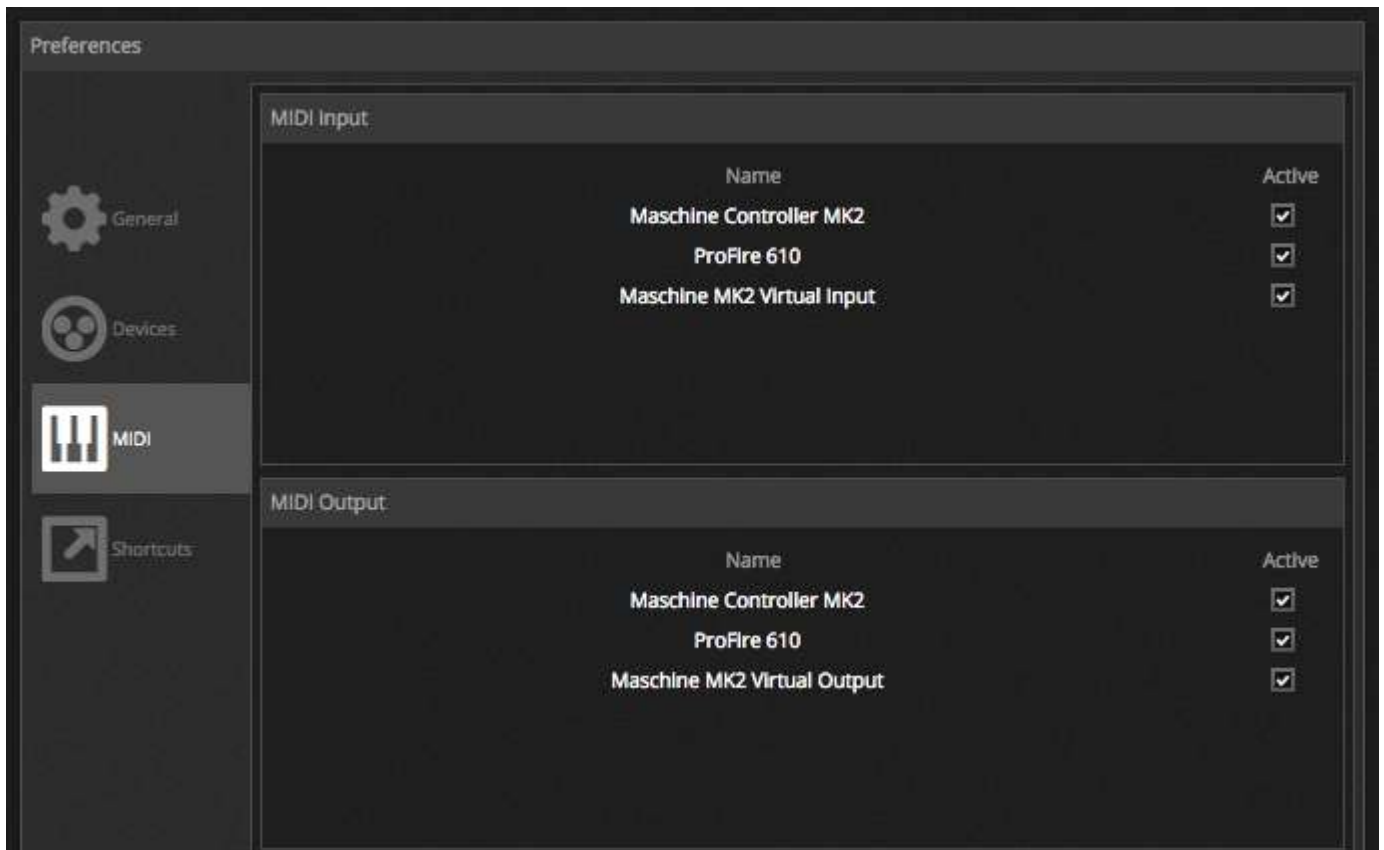 Preferences
General
Devices
MIDI
Shortcuts
MIDI Input
Name Active
Maschine Controller MK2
ProFire 610
Maschine MK2 Virtual Input
MIDI Output
Name Active
Maschine Controller MK2
ProFire 610
Maschine MK2 Virtual Output